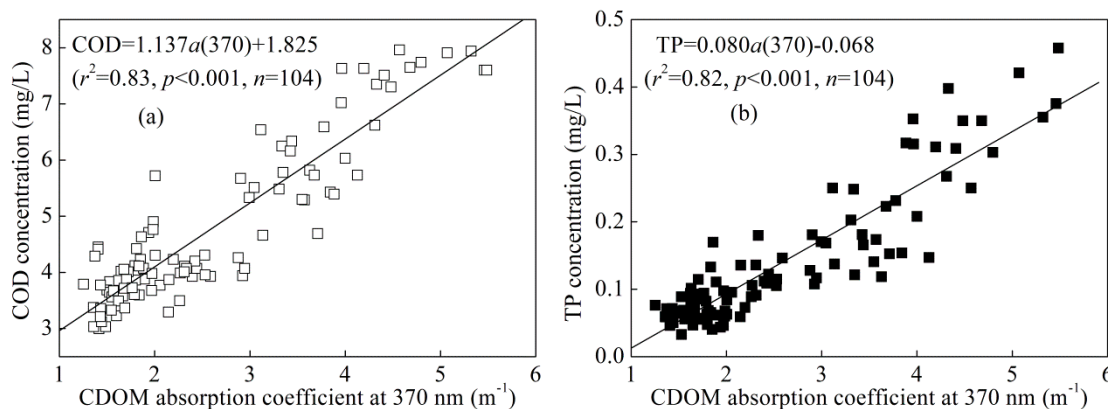 COD concentration (mg/L)
8
7
6
5
4
3
COD=1.137a(370)+1.825
(r²=0.83, p<0.001, n=104)
(a)
1 2 3 4 5 6
CDOM absorption coefficient at 370 nm (m⁻¹)
TP concentration (mg/L)
0.5
0.4
0.3
0.2
0.1
0.0
TP=0.080a(370)-0.068
(r²=0.82, p<0.001, n=104)
(b)
1 2 3 4 5 6
CDOM absorption coefficient at 370 nm (m⁻¹)